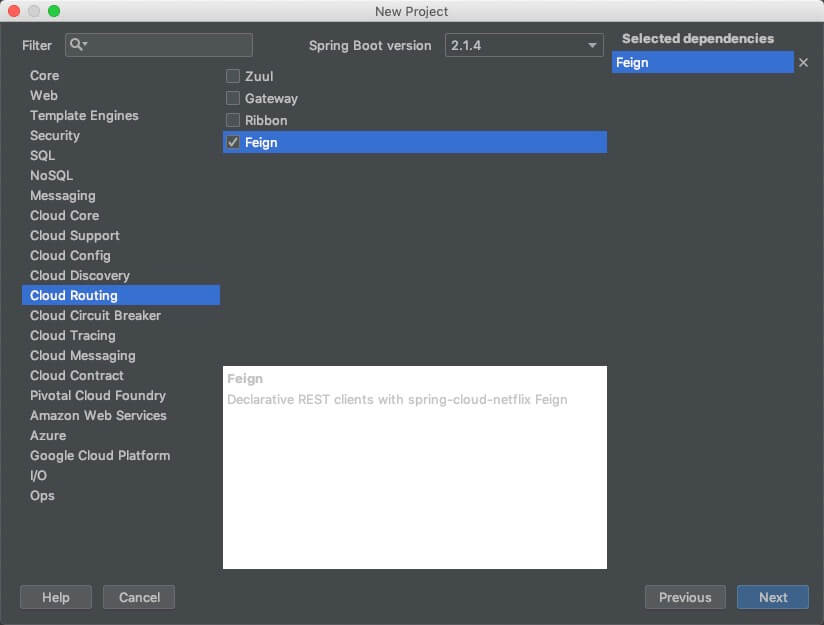 New Project
Filter
Spring Boot version
2.1.4
Selected dependencies
Core
Web
Template Engines
Security
SQL
NoSQL
Messaging
Cloud Core
Cloud Support
Cloud Config
Cloud Discovery
Cloud Routing
Cloud Circuit Breaker
Cloud Tracing
Cloud Messaging
Cloud Contract
Pivotal Cloud Foundry
Amazon Web Services
Azure
Google Cloud Platform
I/O
Ops
Zuul
Gateway
Ribbon
Feign
Feign
Declarative REST clients with spring-cloud-netflix Feign
Feign
Help
Cancel
Previous
Next